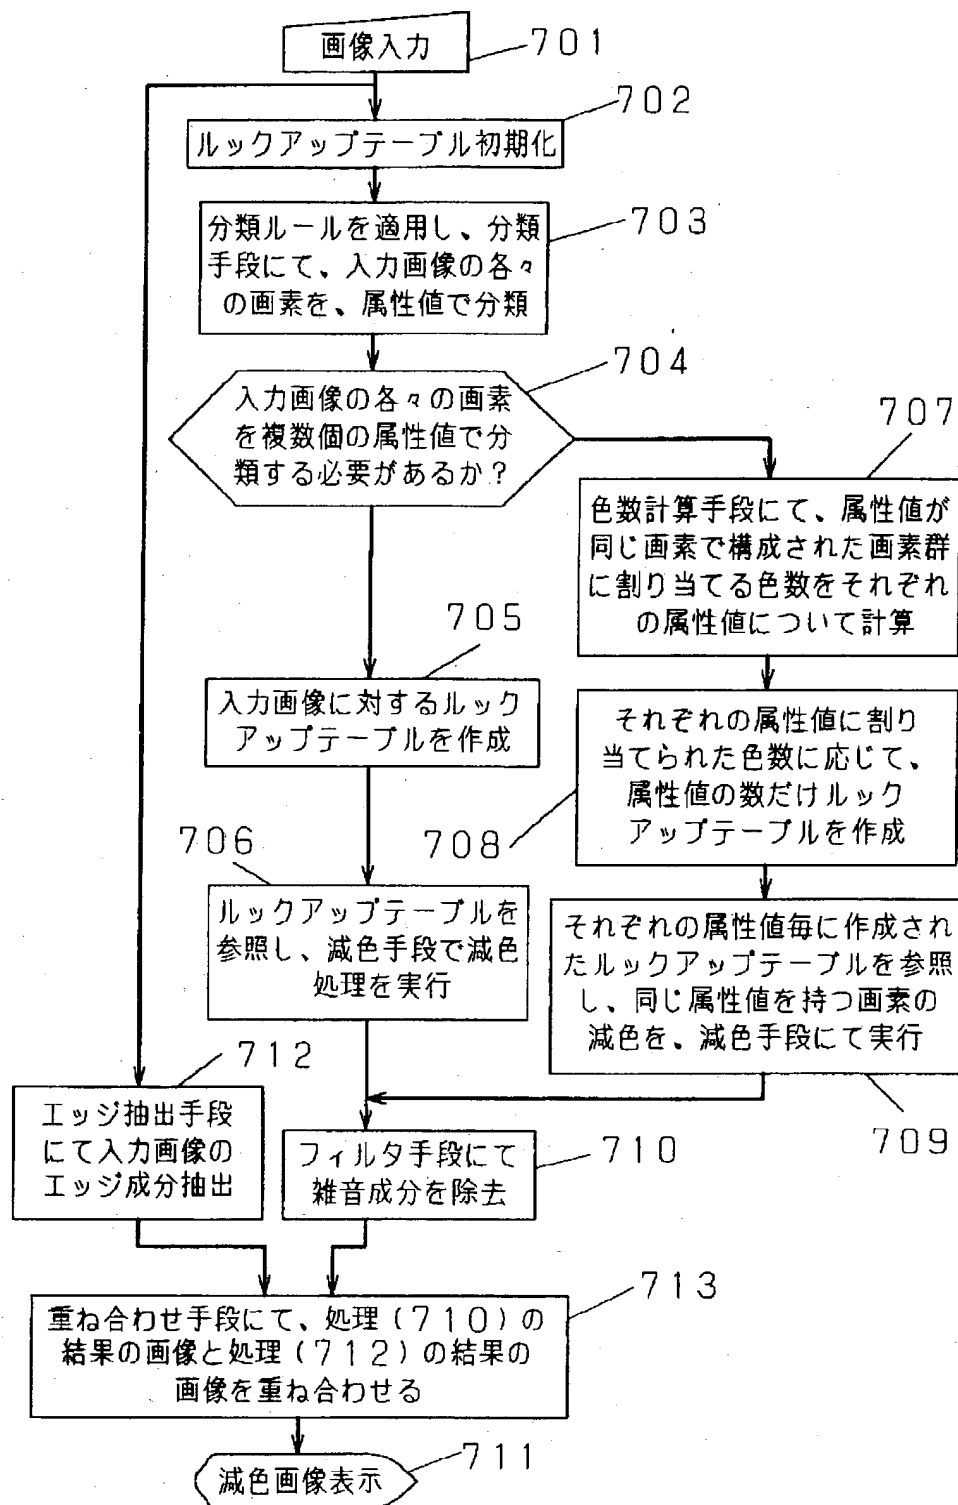 画像入力
701
702
ルックアップテーブル初期化
703
分類ルールを適用し、分類
手段にて、入力画像の各々
の画素を、属性値で分類
704
入力画像の各々の画素
を複数個の属性値で分
類する必要があるか？
707
色数計算手段にて、属性値が
同じ画素で構成された画素群
に割り当てる色数をそれぞれ
の属性値について計算
705
入力画像に対するルック
アップテーブルを作成
それぞれの属性値に割り
当てられた色数に応じて、
属性値の数だけルック
アップテーブルを作成
708
706
ルックアップテーブルを
参照し、減色手段で減色
処理を実行
それぞれの属性値毎に作成され
たルックアップテーブルを参照
し、同じ属性値を持つ画素の
減色を、減色手段にて実行
709
712
エッジ抽出手段
にて入力画像の
エッジ成分抽出
フィルタ手段にて
雑音成分を除去
710
713
重ね合わせ手段にて、処理（710）の
結果の画像と処理（712）の結果の
画像を重ね合わせる
711
減色画像表示